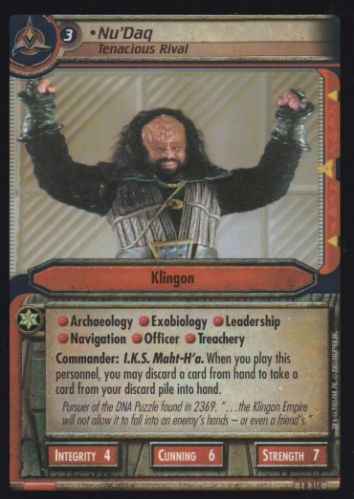 3
•Nu'Daq
Tenacious Rival
Klingon
Archaeology Exobiology Leadership
Navigation Officer Treachery
Commander: I.K.S. Maht-H'a. When you play this
personnel, you may discard a card from hand to take a
card from your discard pile into hand.
Pursuer of the DNA Puzzle found in 2369. "…the Klingon Empire
will not allow it to fall into an enemy's hands – or even a friend's."
INTEGRITY 4 CUNNING 6 STRENGTH 7